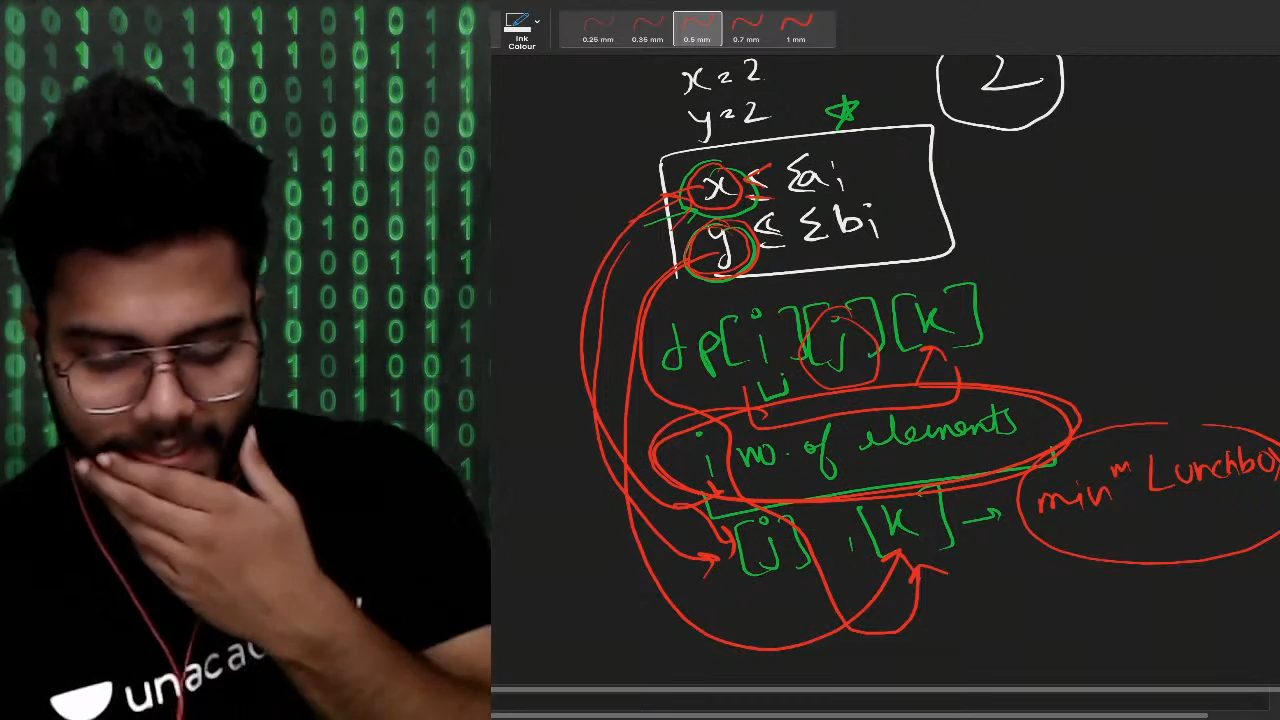 Ink
Colour
0.25 mm
0.35 mm
0.5 mm
0.7 mm
1 mm
x = 2
y = 2
2
x ≤ Σai
y ≤ Σbi
dp[i][j][k]
i no. of elements
[j] , [k] → minᵐ Lunchbox
unaca